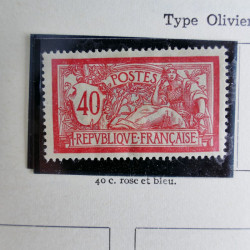 Type Olivier
POSTES
40
RÉPUBLIQUE·FRANÇAISE
40 c. rose et bleu.